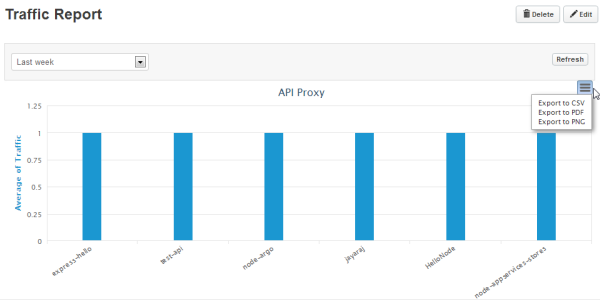 Traffic Report
Delete
Edit
Last week
Refresh
API Proxy
Export to CSV
Export to PDF
Export to PNG
Average of Traffic
1.25
1
0.75
0.5
0.25
0
express-hello
test-api
node-argo
jayaraj
HelloNode
node-appservices-stores